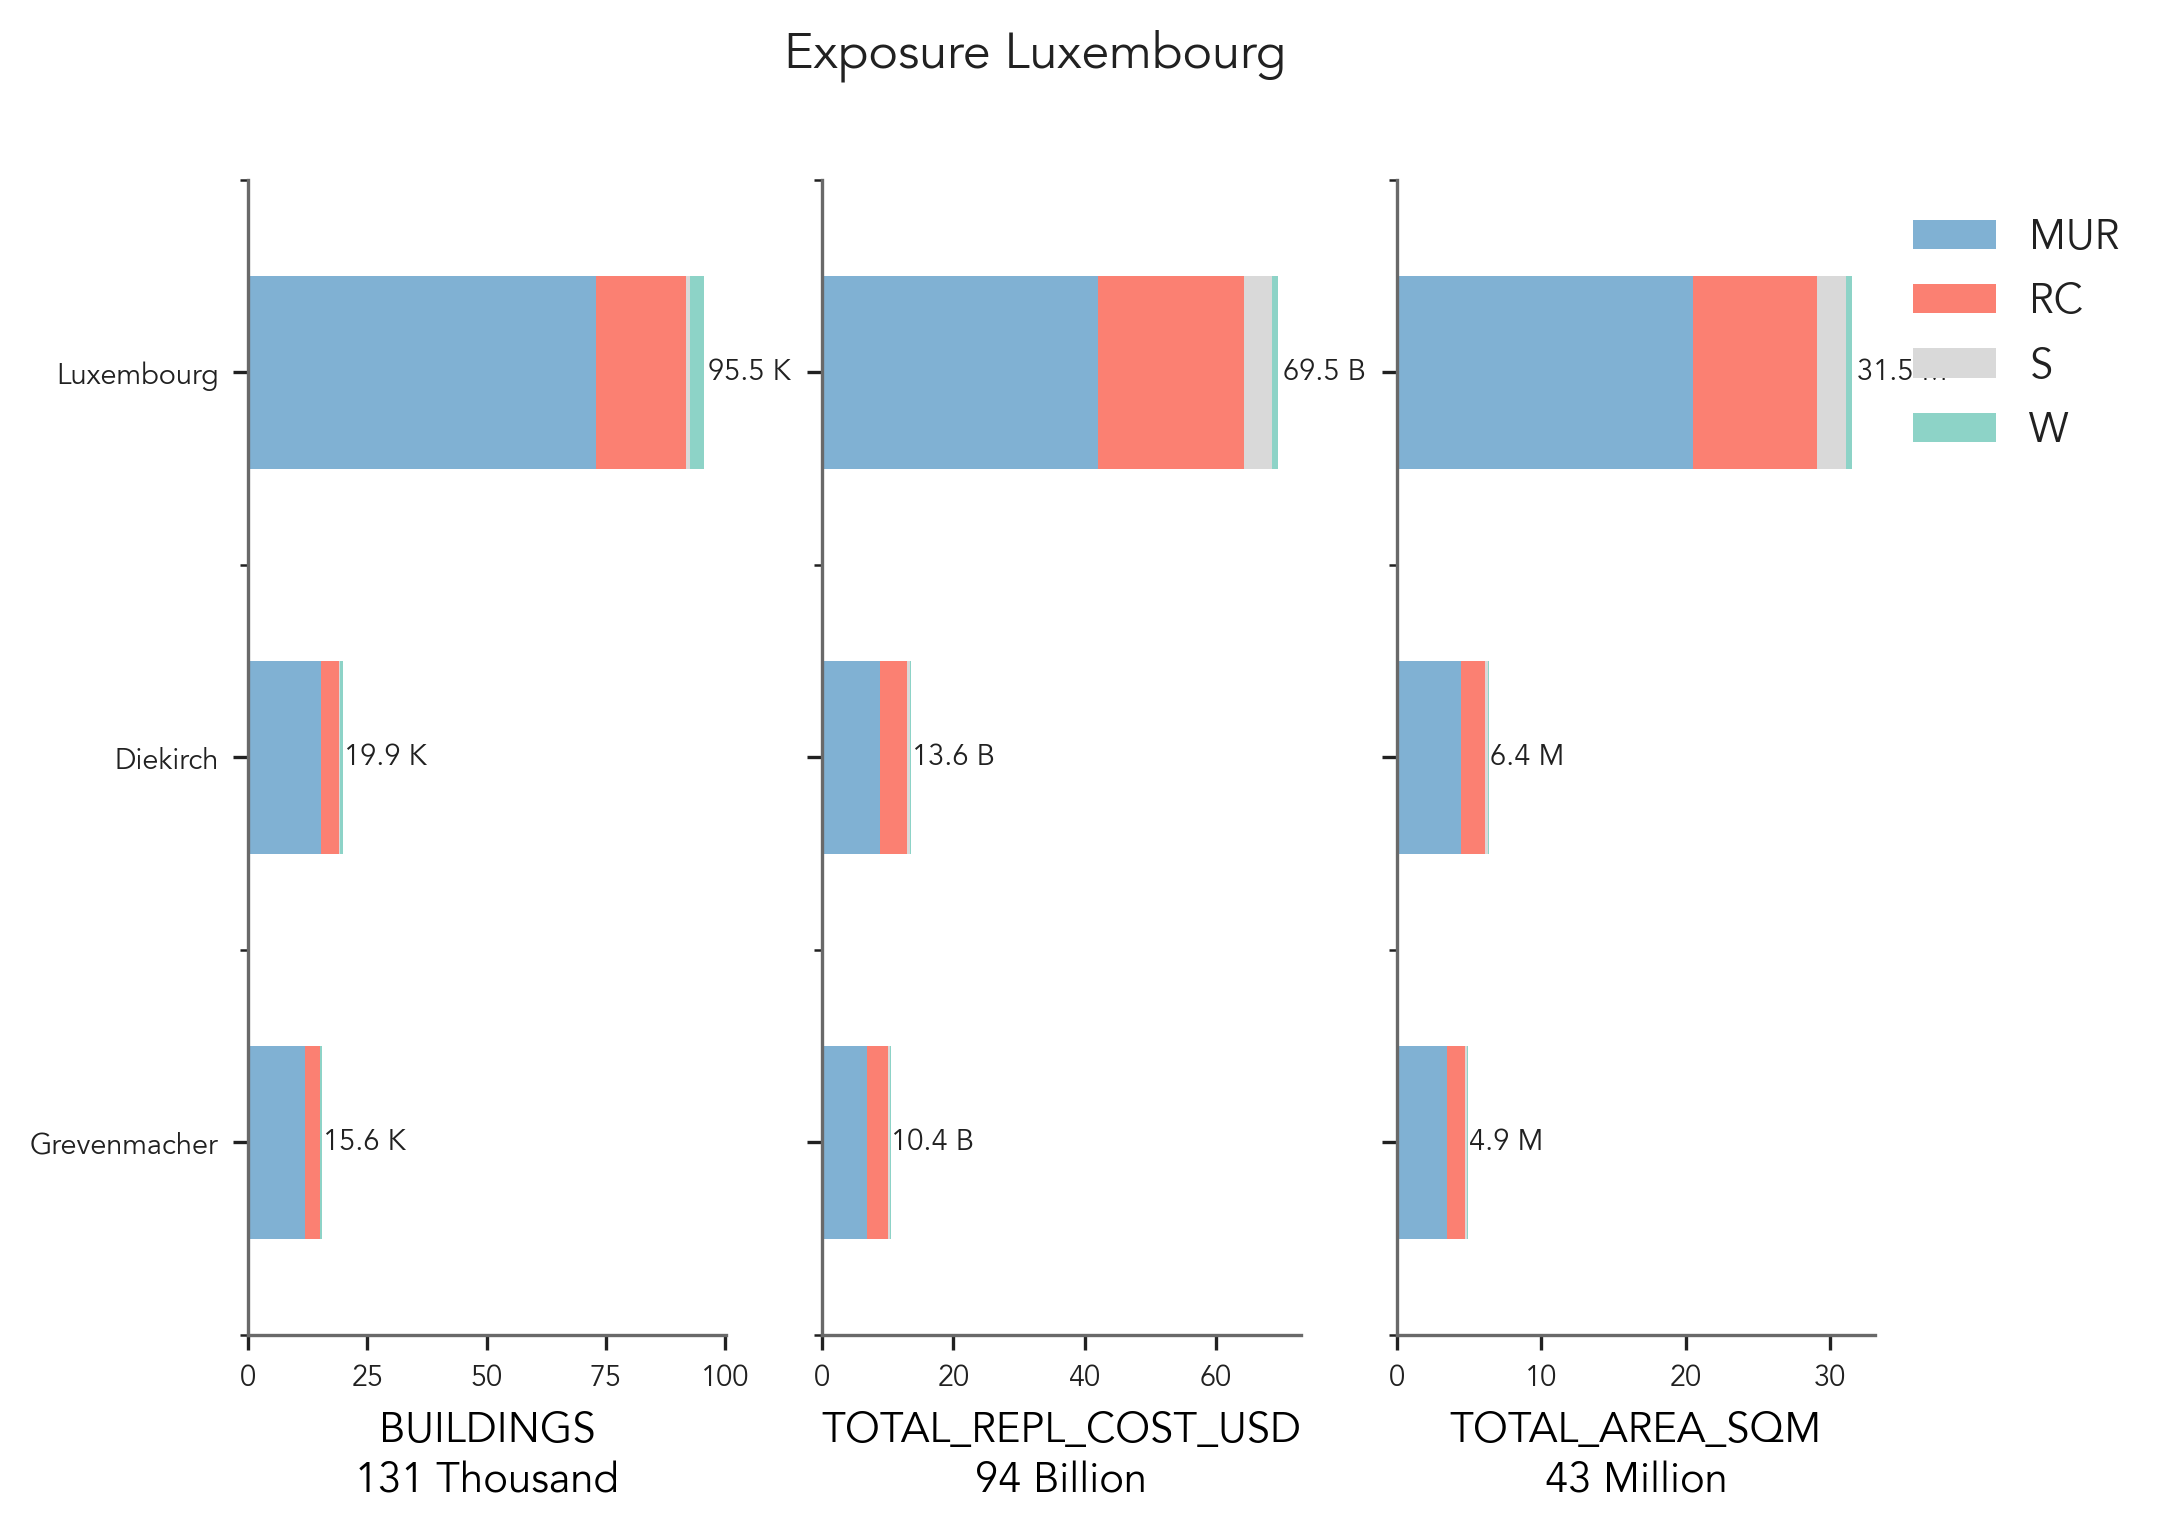 Exposure Luxembourg
MUR
RC
S
W
Luxembourg
95.5 K
69.5 B
31.5
Diekirch
19.9 K
13.6 B
6.4 M
Grevenmacher
15.6 K
10.4 B
4.9 M
0 25 50 75 100
0 20 40 60
0 10 20 30
BUILDINGS
131 Thousand
TOTAL_REPL_COST_USD
94 Billion
TOTAL_AREA_SQM
43 Million